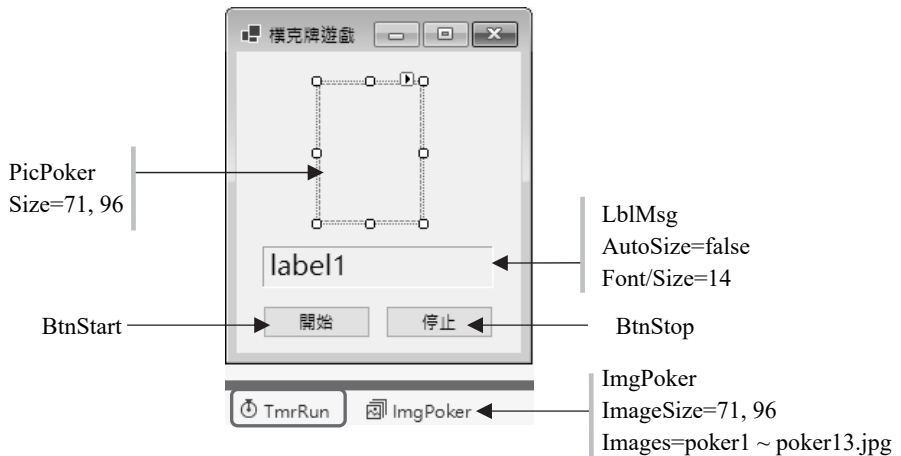 樸克牌遊戲
PicPoker
Size=71, 96
LblMsg
AutoSize=false
Font/Size=14
label1
BtnStart
開始
停止
BtnStop
TmrRun
ImgPoker
ImgPoker
ImageSize=71, 96
Images=poker1 ~ poker13.jpg